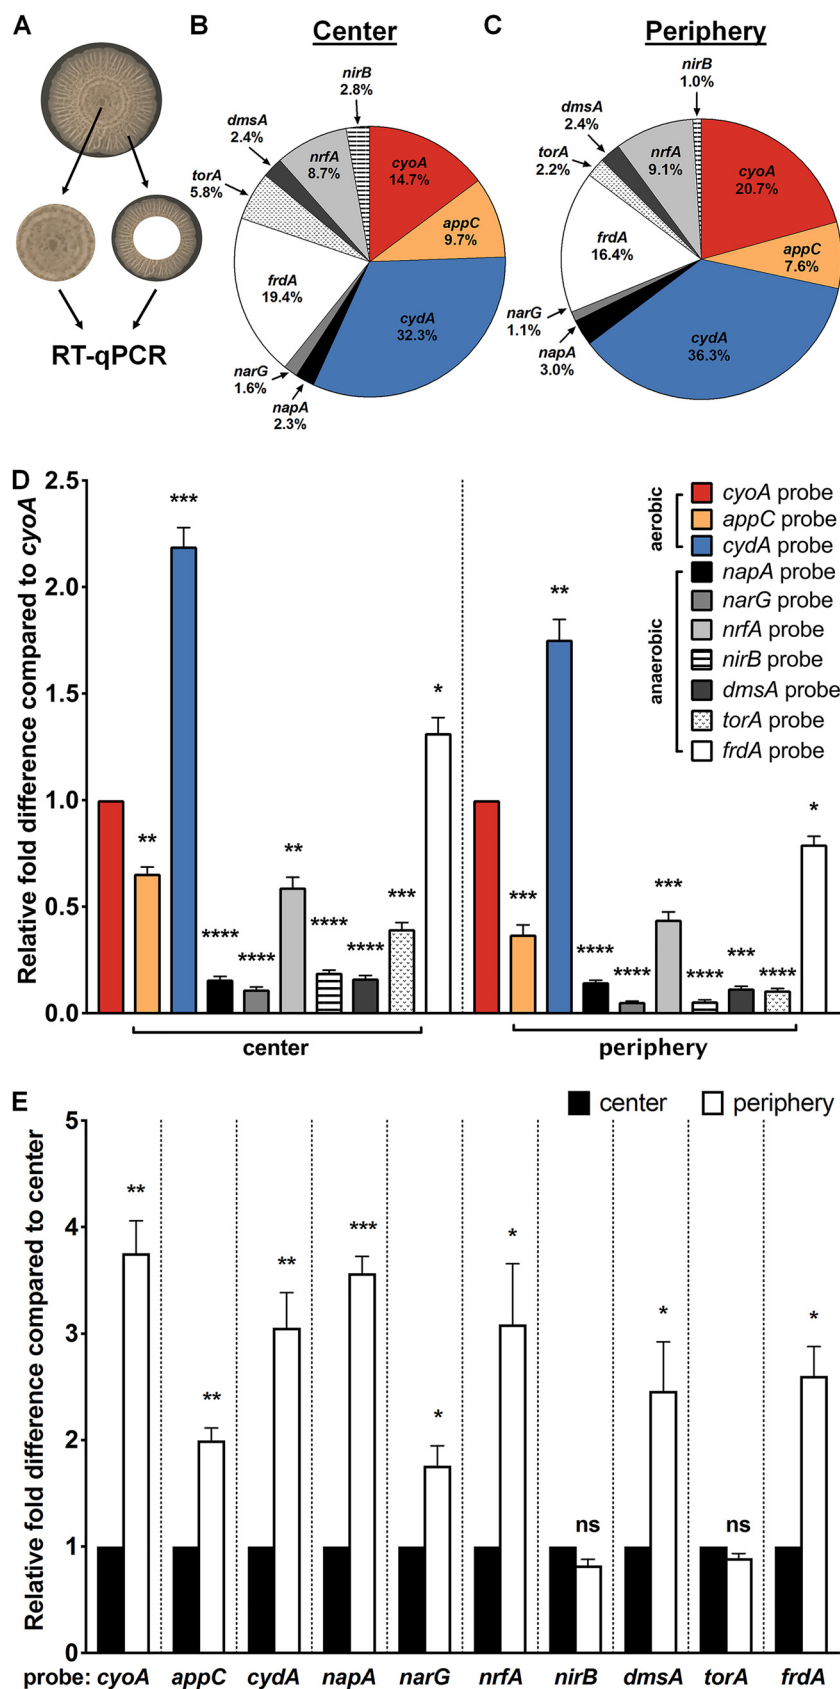 A
RT-qPCR
B
Center
nirB
2.8%
dmsA
2.4%
nrfA
8.7%
cyoA
14.7%
torA
5.8%
appC
9.7%
frdA
19.4%
cydA
32.3%
narG
1.6%
napA
2.3%
C
Periphery
nirB
1.0%
dmsA
2.4%
torA
2.2%
nrfA
9.1%
cyoA
20.7%
frdA
16.4%
appC
7.6%
narG
1.1%
cydA
36.3%
napA
3.0%
D
Relative fold difference compared to cyoA
2.5
2.0
1.5
1.0
0.5
0.0
**
***
****
****
**
****
****
***
*
***
**
****
****
***
****
***
****
*
center
periphery
aerobic
cyoA probe
appC probe
cydA probe
anaerobic
napA probe
narG probe
nrfA probe
nirB probe
dmsA probe
torA probe
frdA probe
E
center
periphery
Relative fold difference compared to center
5
4
3
2
1
0
**
**
**
***
*
*
ns
*
ns
*
probe: cyoA appC cydA napA narG nrfA nirB dmsA torA frdA